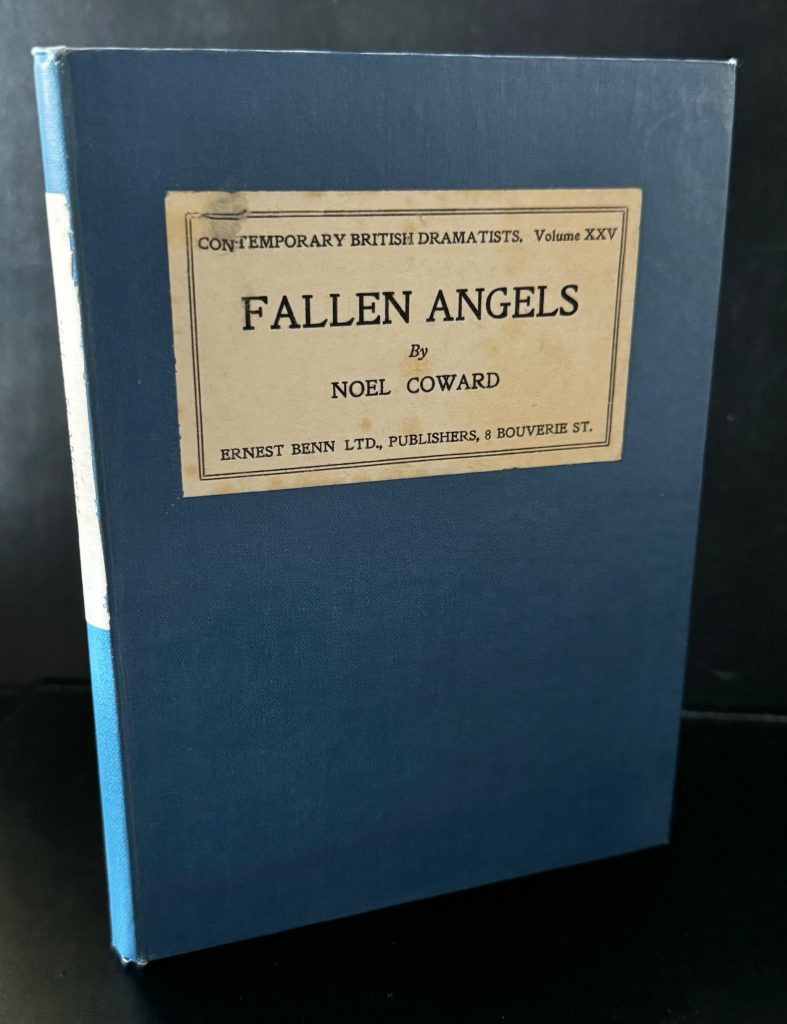 CONTEMPORARY BRITISH DRAMATISTS. Volume XXV
FALLEN ANGELS
By
NOEL COWARD
ERNEST BENN LTD., PUBLISHERS, 8 BOUVERIE ST.